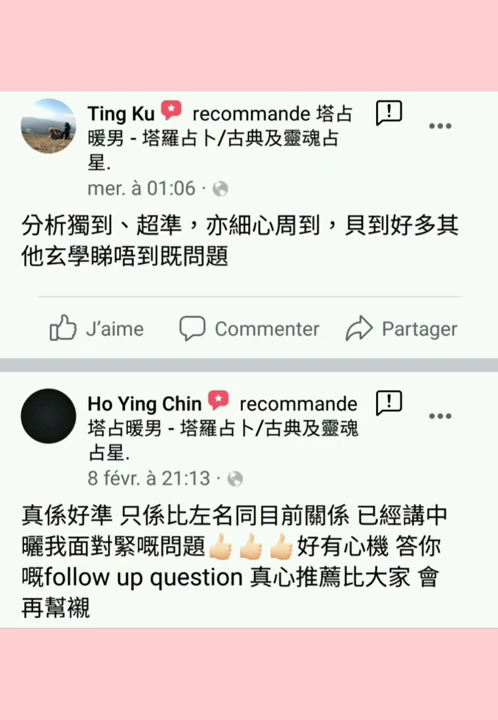 Ting Ku recommande 塔占
暖男 - 塔羅占卜/古典及靈魂占
星.
mer. à 01:06 ·
分析獨到、超準，亦細心周到，貝到好多其
他玄學睇唔到既問題
J’aime
Commenter
Partager
Ho Ying Chin recommande
塔占暖男 - 塔羅占卜/古典及靈魂
占星.
8 févr. à 21:13 ·
真係好準 只係比左名同目前關係 已經講中
曬我面對緊嘅問題👍🏻👍🏻👍🏻好有心機 答你
嘅follow up question 真心推薦比大家 會
再幫襯